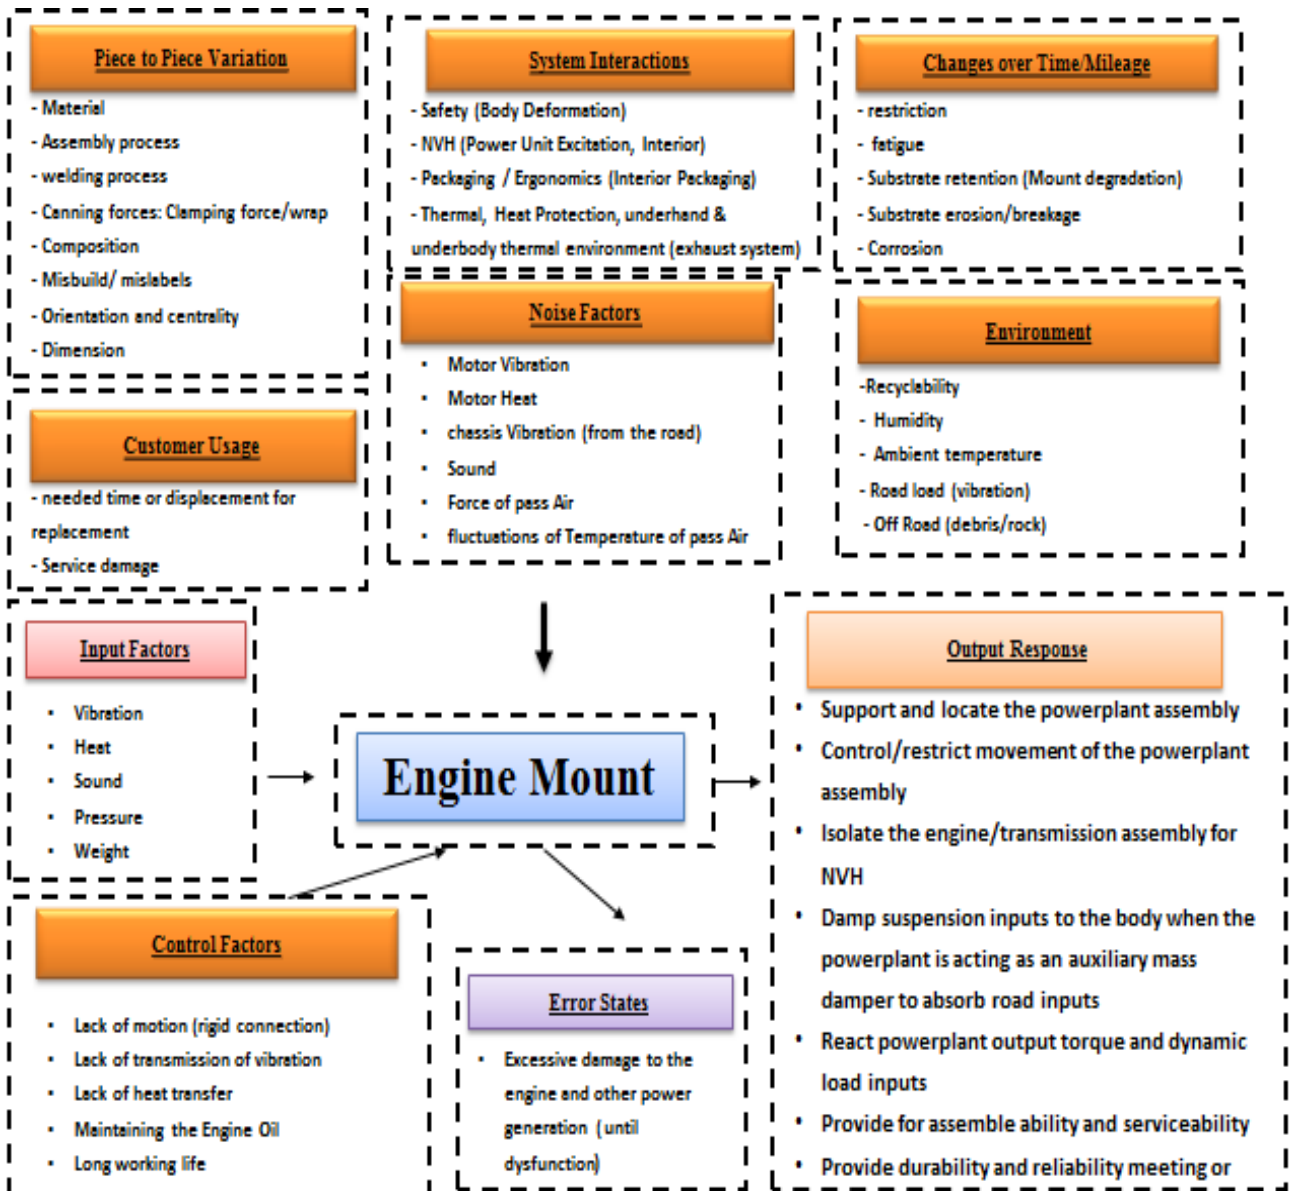 Piece to Piece Variation
- Material
- Assembly process
- welding process
- Canning forces: Clamping force/wrap
- Composition
- Misbuild/ mislabels
- Orientation and centrality
- Dimension
System Interactions
- Safety (Body Deformation)
- NVH (Power Unit Excitation, Interior)
- Packaging / Ergonomics (Interior Packaging)
- Thermal, Heat Protection, underhand &
underbody thermal environment (exhaust system)
Changes over Time/Mileage
- restriction
- fatigue
- Substrate retention (Mount degradation)
- Substrate erosion/breakage
- Corrosion
Customer Usage
- needed time or displacement for
replacement
- Service damage
Noise Factors
▪ Motor Vibration
▪ Motor Heat
▪ chassis Vibration (from the road)
▪ Sound
▪ Force of pass Air
▪ fluctuations of Temperature of pass Air
Environment
-Recyclability
- Humidity
- Ambient temperature
- Road load (vibration)
- Off Road (debris/rock)
Input Factors
▪ Vibration
▪ Heat
▪ Sound
▪ Pressure
▪ Weight
Engine Mount
Output Response
• Support and locate the powerplant assembly
• Control/restrict movement of the powerplant
assembly
• Isolate the engine/transmission assembly for
NVH
• Damp suspension inputs to the body when the
powerplant is acting as an auxiliary mass
damper to absorb road inputs
• React powerplant output torque and dynamic
load inputs
• Provide for assemble ability and serviceability
• Provide durability and reliability meeting or
Control Factors
▪ Lack of motion (rigid connection)
▪ Lack of transmission of vibration
▪ Lack of heat transfer
▪ Maintaining the Engine Oil
▪ Long working life
Error States
▪ Excessive damage to the
engine and other power
generation ( until
dysfunction)